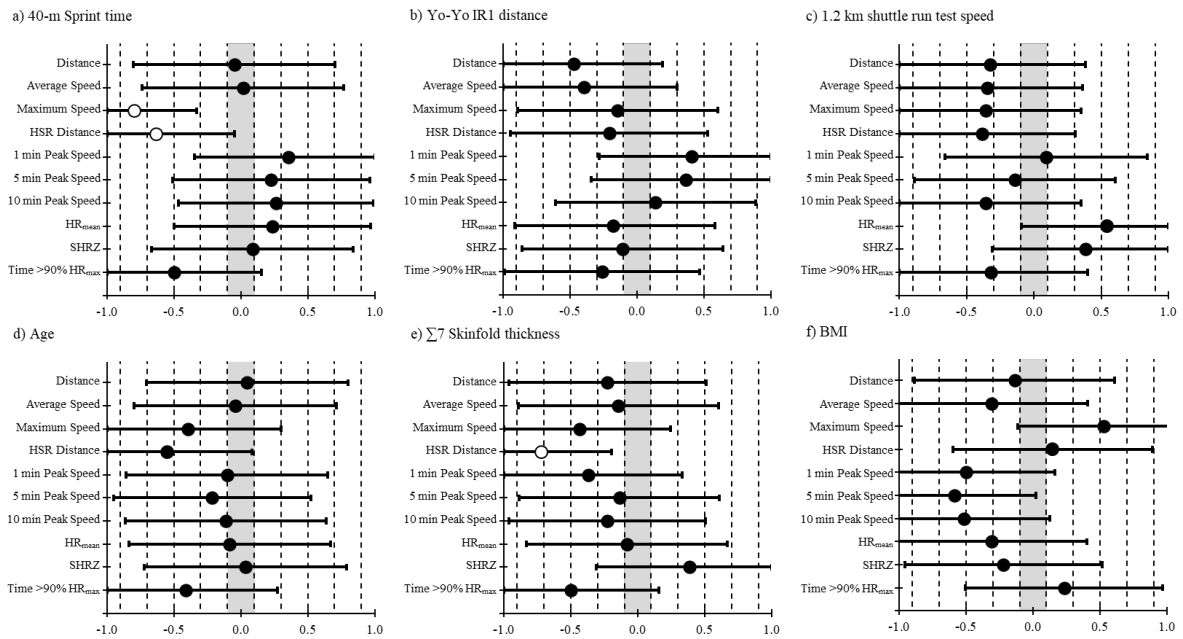 a) 40-m Sprint time
Distance
Average Speed
Maximum Speed
HSR Distance
1 min Peak Speed
5 min Peak Speed
10 min Peak Speed
HRmean
SHRZ
Time >90% HRmax
-1.0 -0.5 0.0 0.5 1.0
b) Yo-Yo IR1 distance
Distance
Average Speed
Maximum Speed
HSR Distance
1 min Peak Speed
5 min Peak Speed
10 min Peak Speed
HRmean
SHRZ
Time >90% HRmax
-1.0 -0.5 0.0 0.5 1.0
c) 1.2 km shuttle run test speed
Distance
Average Speed
Maximum Speed
HSR Distance
1 min Peak Speed
5 min Peak Speed
10 min Peak Speed
HRmean
SHRZ
Time >90% HRmax
-1.0 -0.5 0.0 0.5 1.0
d) Age
Distance
Average Speed
Maximum Speed
HSR Distance
1 min Peak Speed
5 min Peak Speed
10 min Peak Speed
HRmean
SHRZ
Time >90% HRmax
-1.0 -0.5 0.0 0.5 1.0
e) ∑7 Skinfold thickness
Distance
Average Speed
Maximum Speed
HSR Distance
1 min Peak Speed
5 min Peak Speed
10 min Peak Speed
HRmean
SHRZ
Time >90% HRmax
-1.0 -0.5 0.0 0.5 1.0
f) BMI
Distance
Average Speed
Maximum Speed
HSR Distance
1 min Peak Speed
5 min Peak Speed
10 min Peak Speed
HRmean
SHRZ
Time >90% HRmax
-1.0 -0.5 0.0 0.5 1.0